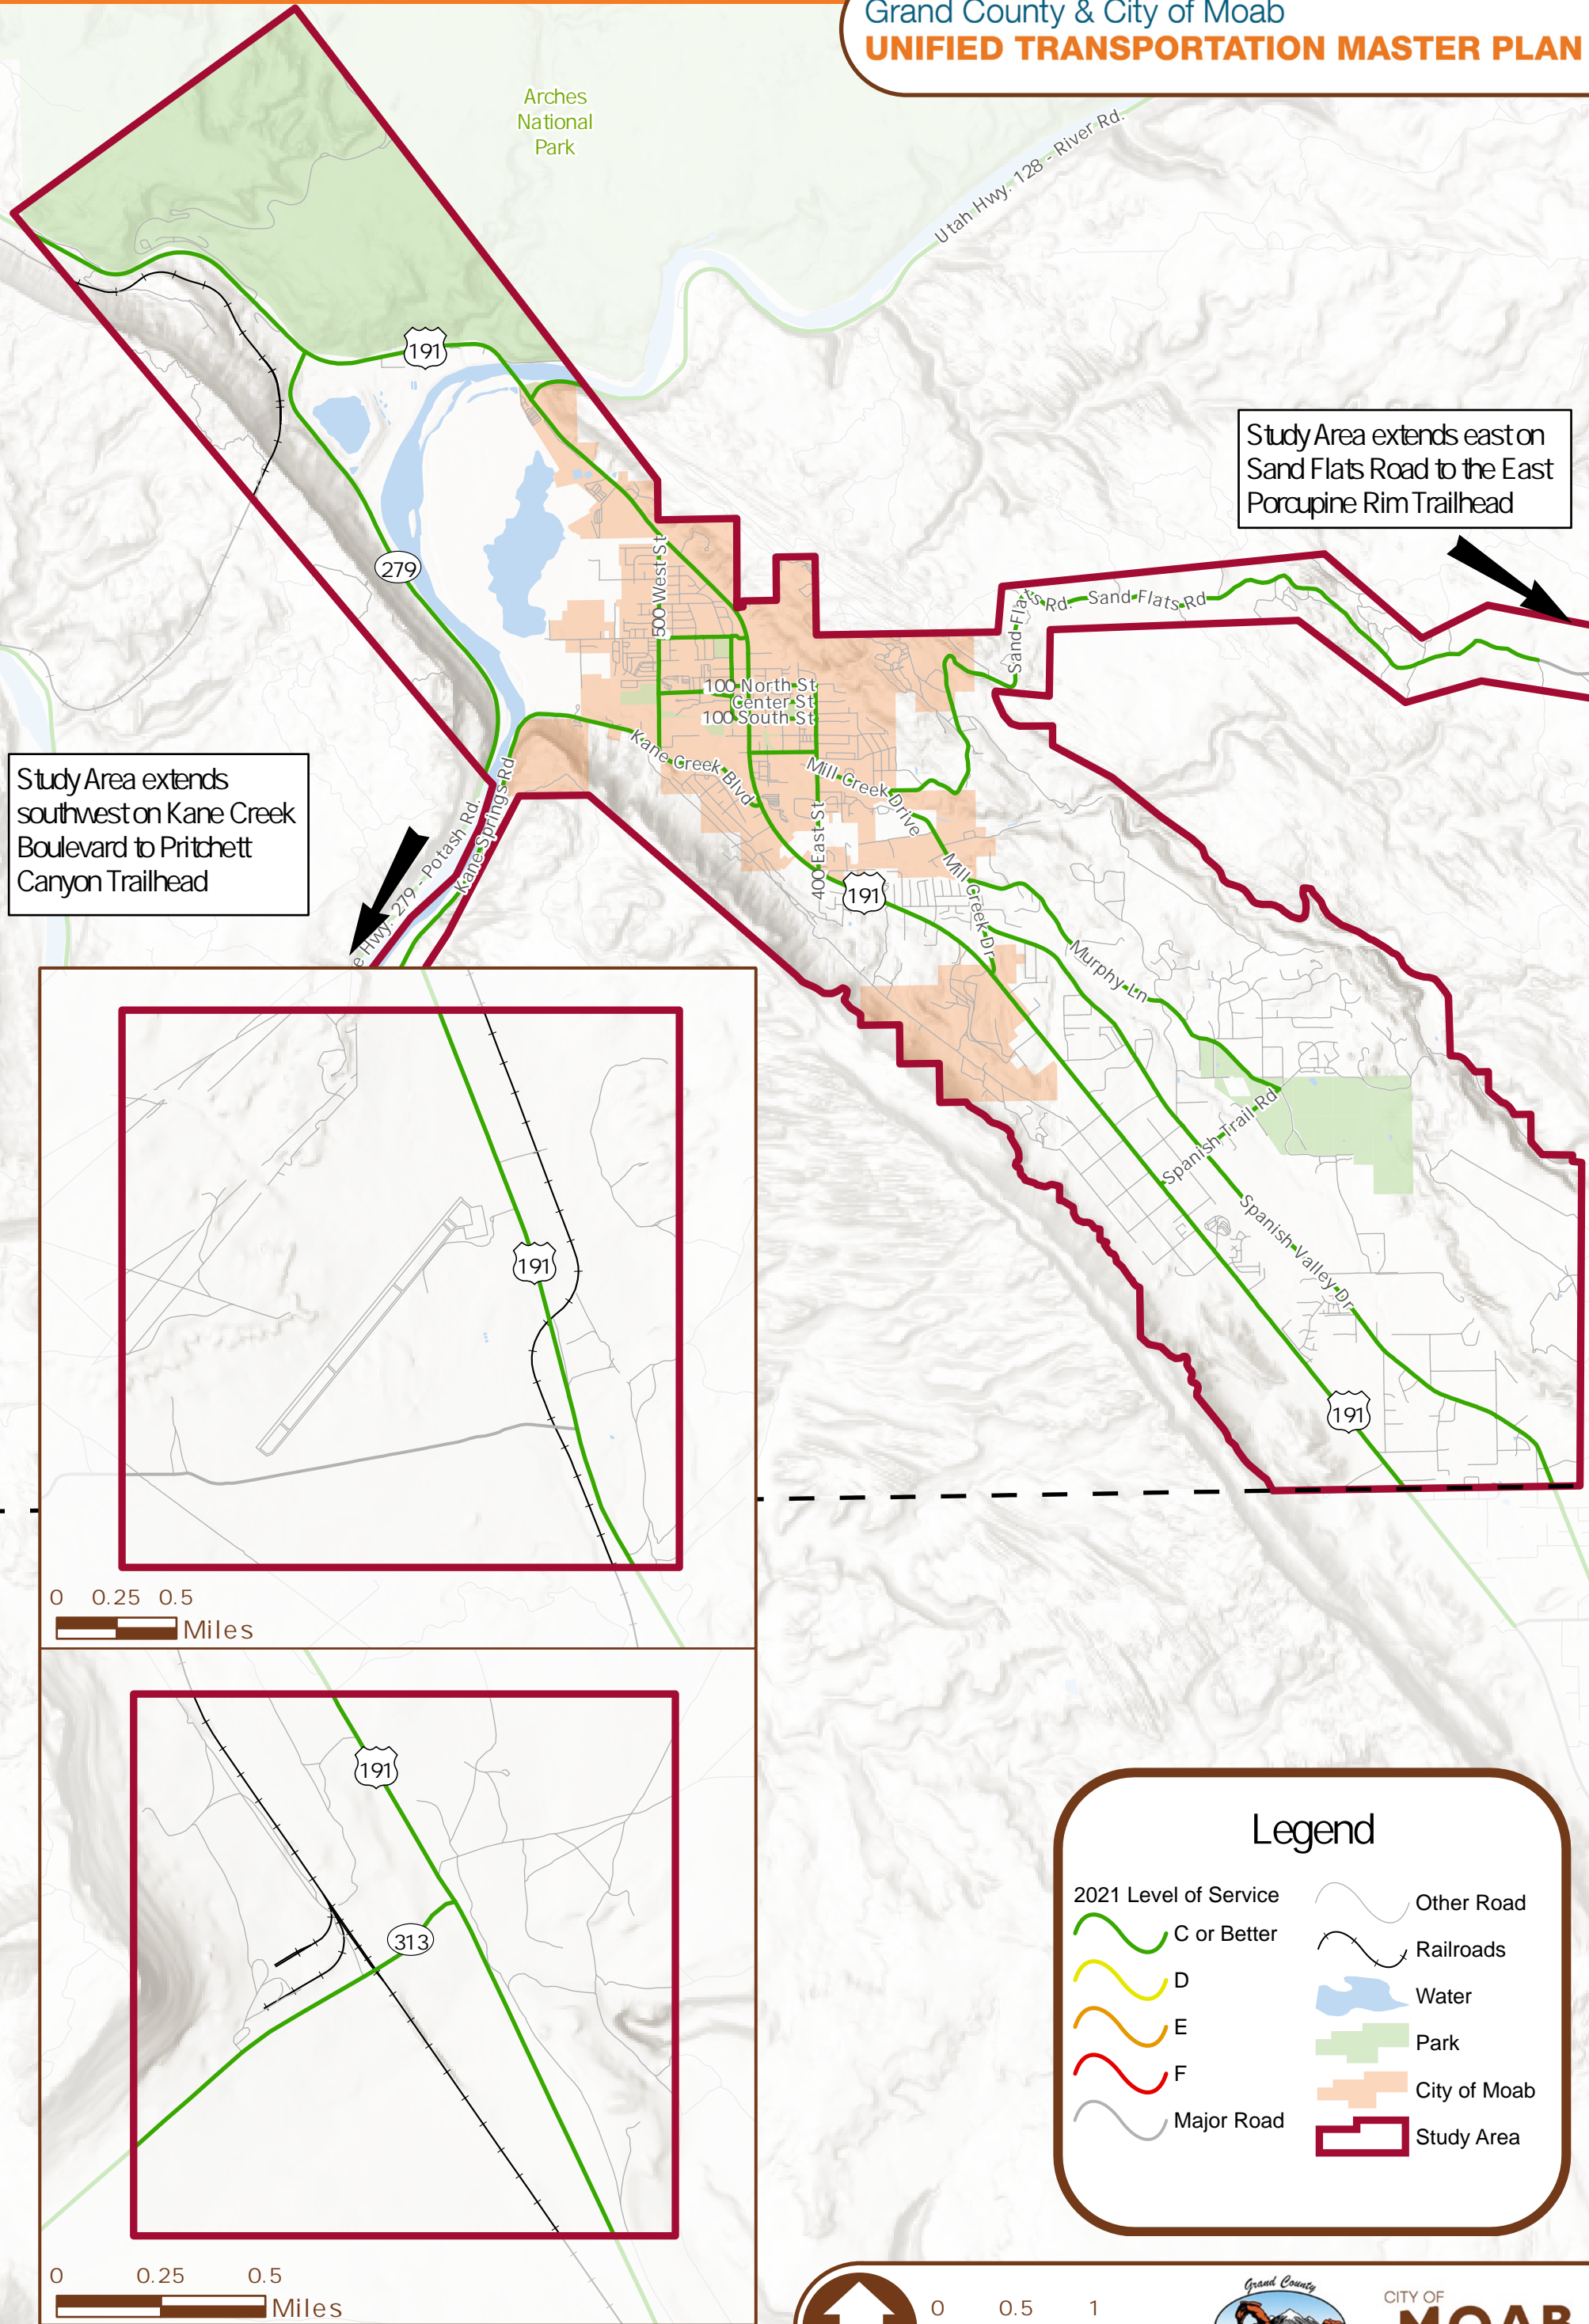 Grand County & City of Moab
UNIFIED TRANSPORTATION MASTER PLAN
Arches
National
Park
Utah Hwy. 128 - River Rd.
191
Study Area extends east on
Sand Flats Road to the East
Porcupine Rim Trailhead
279
500 West St
Sand Flats Rd.
Sand Flats Rd
100 North St
Center St
100 South St
Kane Creek Blvd
Mill Creek Drive
Study Area extends
southwest on Kane Creek
Boulevard to Pritchett
Canyon Trailhead
Hwy. 279 - Potash Rd.
Kane Springs Rd
400 East St
191
Mill Creek Dr
Murphy Ln
Spanish Trail Rd
Spanish Valley Dr
191
191
0 0.25 0.5
Miles
191
313
0 0.25 0.5
Miles
Legend
2021 Level of Service
C or Better
D
E
F
Major Road
Other Road
Railroads
Water
Park
City of Moab
Study Area
0 0.5 1
Grand County
CITY OF
MOAB